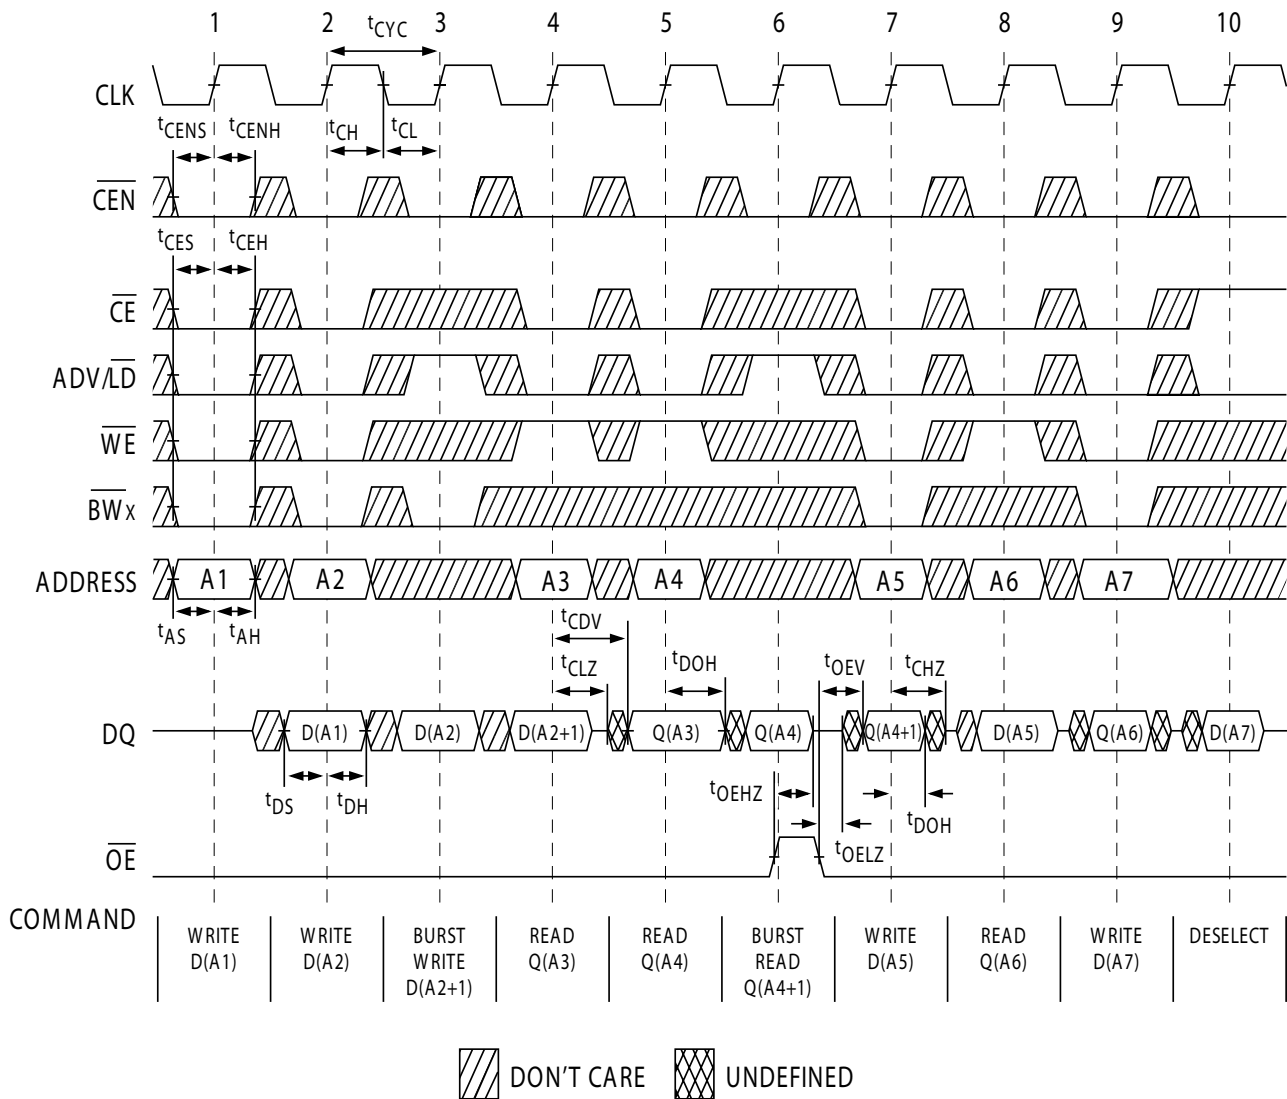 1 2 3 4 5 6 7 8 9 10
tCYC
CLK
tCENS tCENH tCH tCL
CEN
tCES tCEH
CE
ADV/LD
WE
BWx
ADDRESS A1 A2 A3 A4 A5 A6 A7
tAS tAH tCDV
tCLZ tDOH tOEV tCHZ
DQ D(A1) D(A2) D(A2+1) Q(A3) Q(A4) Q(A4+1) D(A5) Q(A6) D(A7)
tDS tDH tOEHZ tDOH
tOELZ
OE
COMMAND
WRITE WRITE BURST READ READ BURST WRITE READ WRITE DESELECT
D(A1) D(A2) WRITE Q(A3) Q(A4) READ D(A5) Q(A6) D(A7)
D(A2+1) Q(A4+1)
DON'T CARE UNDEFINED